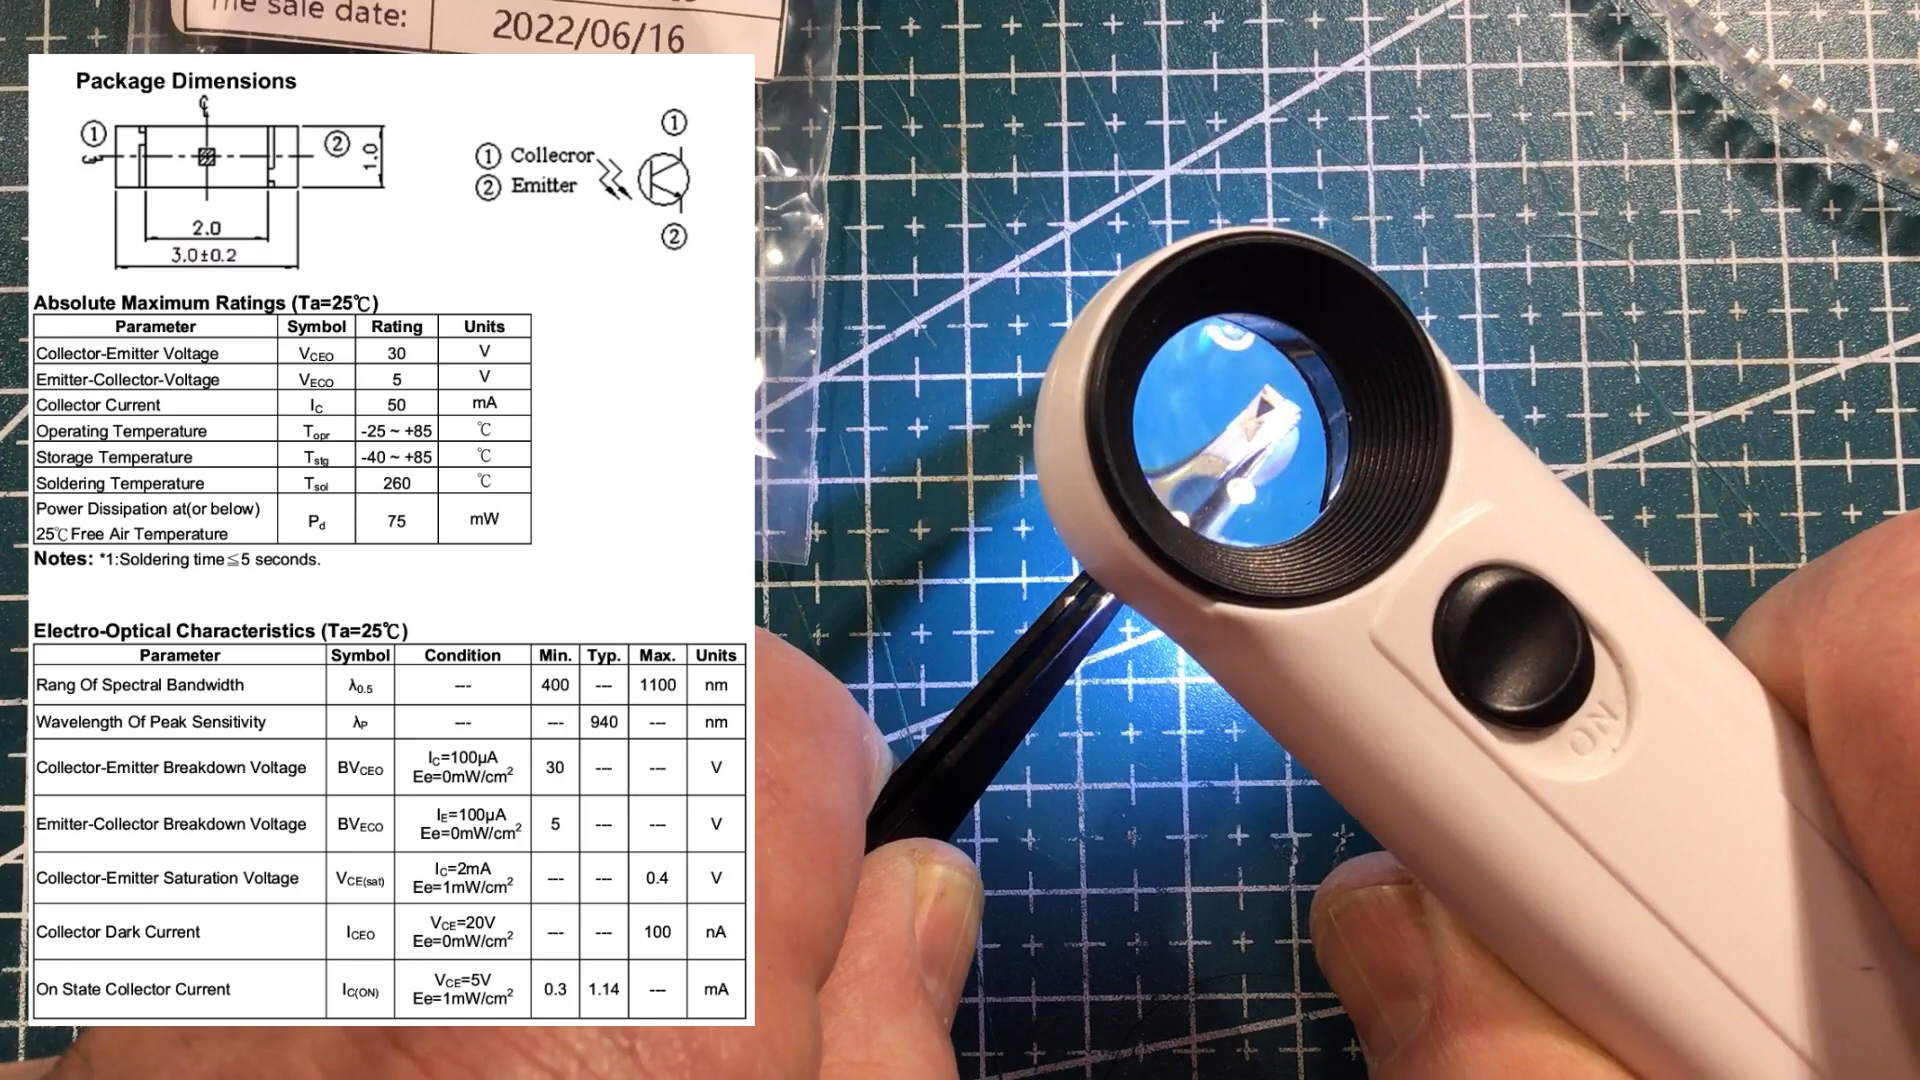 The sale date:
2022/06/16
Package Dimensions
① ② 1.0
2.0
3.0±0.2
① Collecror
② Emitter
①
②
Absolute Maximum Ratings (Ta=25℃)
Parameter Symbol Rating Units
Collector-Emitter Voltage VCEO 30 V
Emitter-Collector-Voltage VECO 5 V
Collector Current IC 50 mA
Operating Temperature Topr -25 ~ +85 ℃
Storage Temperature Tstg -40 ~ +85 ℃
Soldering Temperature Tsol 260 ℃
Power Dissipation at(or below)
25℃ Free Air Temperature Pd 75 mW
Notes: *1:Soldering time≦5 seconds.
Electro-Optical Characteristics (Ta=25℃)
Parameter Symbol Condition Min. Typ. Max. Units
Rang Of Spectral Bandwidth λ0.5 --- 400 --- 1100 nm
Wavelength Of Peak Sensitivity λP --- --- 940 --- nm
Collector-Emitter Breakdown Voltage BVCEO IC=100μA
Ee=0mW/cm² 30 --- --- V
Emitter-Collector Breakdown Voltage BVECO IE=100μA
Ee=0mW/cm² 5 --- --- V
Collector-Emitter Saturation Voltage VCE(sat) IC=2mA
Ee=1mW/cm² --- --- 0.4 V
Collector Dark Current ICEO VCE=20V
Ee=0mW/cm² --- --- 100 nA
On State Collector Current IC(ON) VCE=5V
Ee=1mW/cm² 0.3 1.14 --- mA
ON